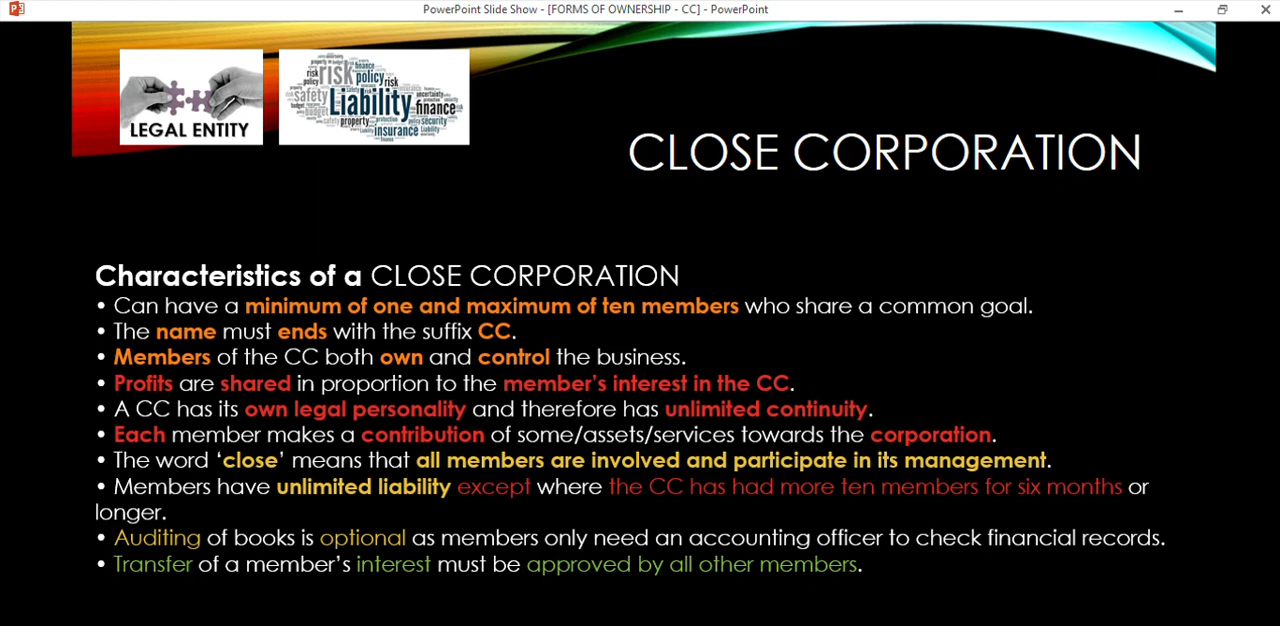 PowerPoint Slide Show - [FORMS OF OWNERSHIP - CC] - PowerPoint
LEGAL ENTITY
risk
policy
risk
policy
risk
safety
Liability
finance
budget
safety
property
security
insurance
Liability
CLOSE CORPORATION
Characteristics of a CLOSE CORPORATION
• Can have a minimum of one and maximum of ten members who share a common goal.
• The name must ends with the suffix CC.
• Members of the CC both own and control the business.
• Profits are shared in proportion to the member's interest in the CC.
• A CC has its own legal personality and therefore has unlimited continuity.
• Each member makes a contribution of some/assets/services towards the corporation.
• The word ‘close’ means that all members are involved and participate in its management.
• Members have unlimited liability except where the CC has had more ten members for six months or
longer.
• Auditing of books is optional as members only need an accounting officer to check financial records.
• Transfer of a member's interest must be approved by all other members.